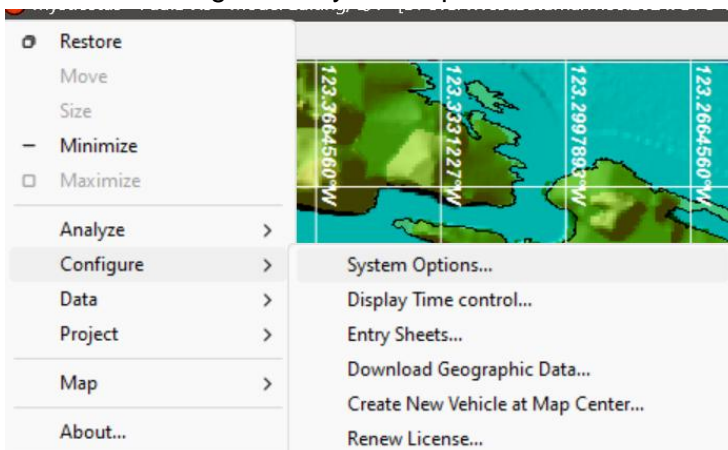 Restore
Move
Size
Minimize
Maximize
Analyze
Configure
Data
Project
Map
About...
System Options...
Display Time control...
Entry Sheets...
Download Geographic Data...
Create New Vehicle at Map Center...
Renew License...
123.3664560°W
123.3331227°W
123.2997893°W
123.2664560°W